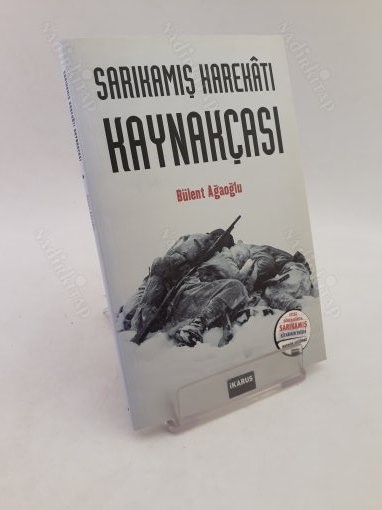 SARIKAMIŞ HAREKÂTI
KAYNAKÇASI
Bülent Ağaoğlu
SARIKAMIŞ
İKARUS